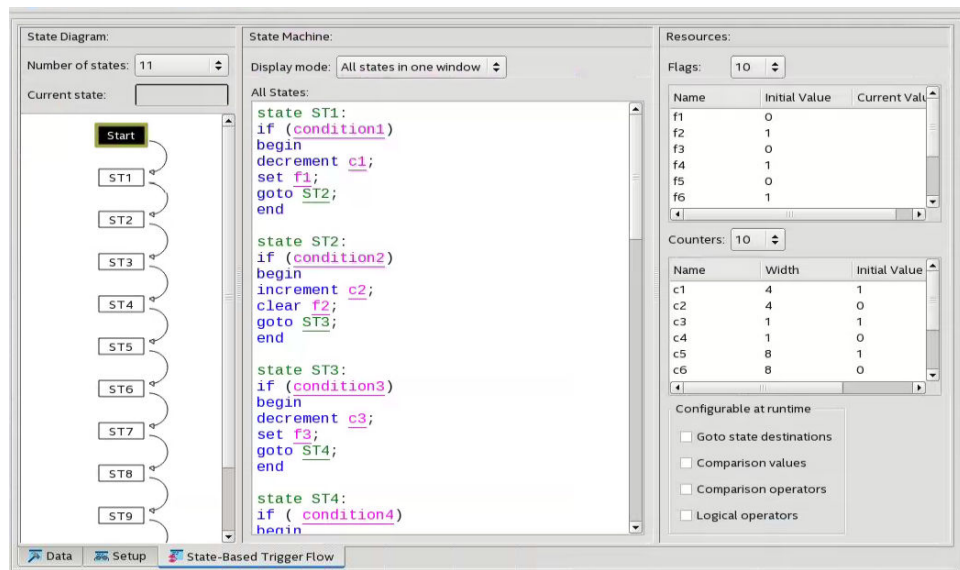 State Diagram:
Number of states: 11
Current state:
Start
ST1
ST2
ST3
ST4
ST5
ST6
ST7
ST8
ST9
State Machine:
Display mode: All states in one window
All States:
state ST1:
if (condition1)
begin
decrement c1;
set f1;
goto ST2;
end
state ST2:
if (condition2)
begin
increment c2;
clear f2;
goto ST3;
end
state ST3:
if (condition3)
begin
decrement c3;
set f3;
goto ST4;
end
state ST4:
if ( condition4)
begin
Resources:
Flags: 10
Name Initial Value Current Valu
f1 0
f2 1
f3 0
f4 1
f5 0
f6 1
Counters: 10
Name Width Initial Value
c1 4 1
c2 4 0
c3 1 1
c4 1 0
c5 8 1
c6 8 0
Configurable at runtime
Goto state destinations
Comparison values
Comparison operators
Logical operators
Data Setup State-Based Trigger Flow